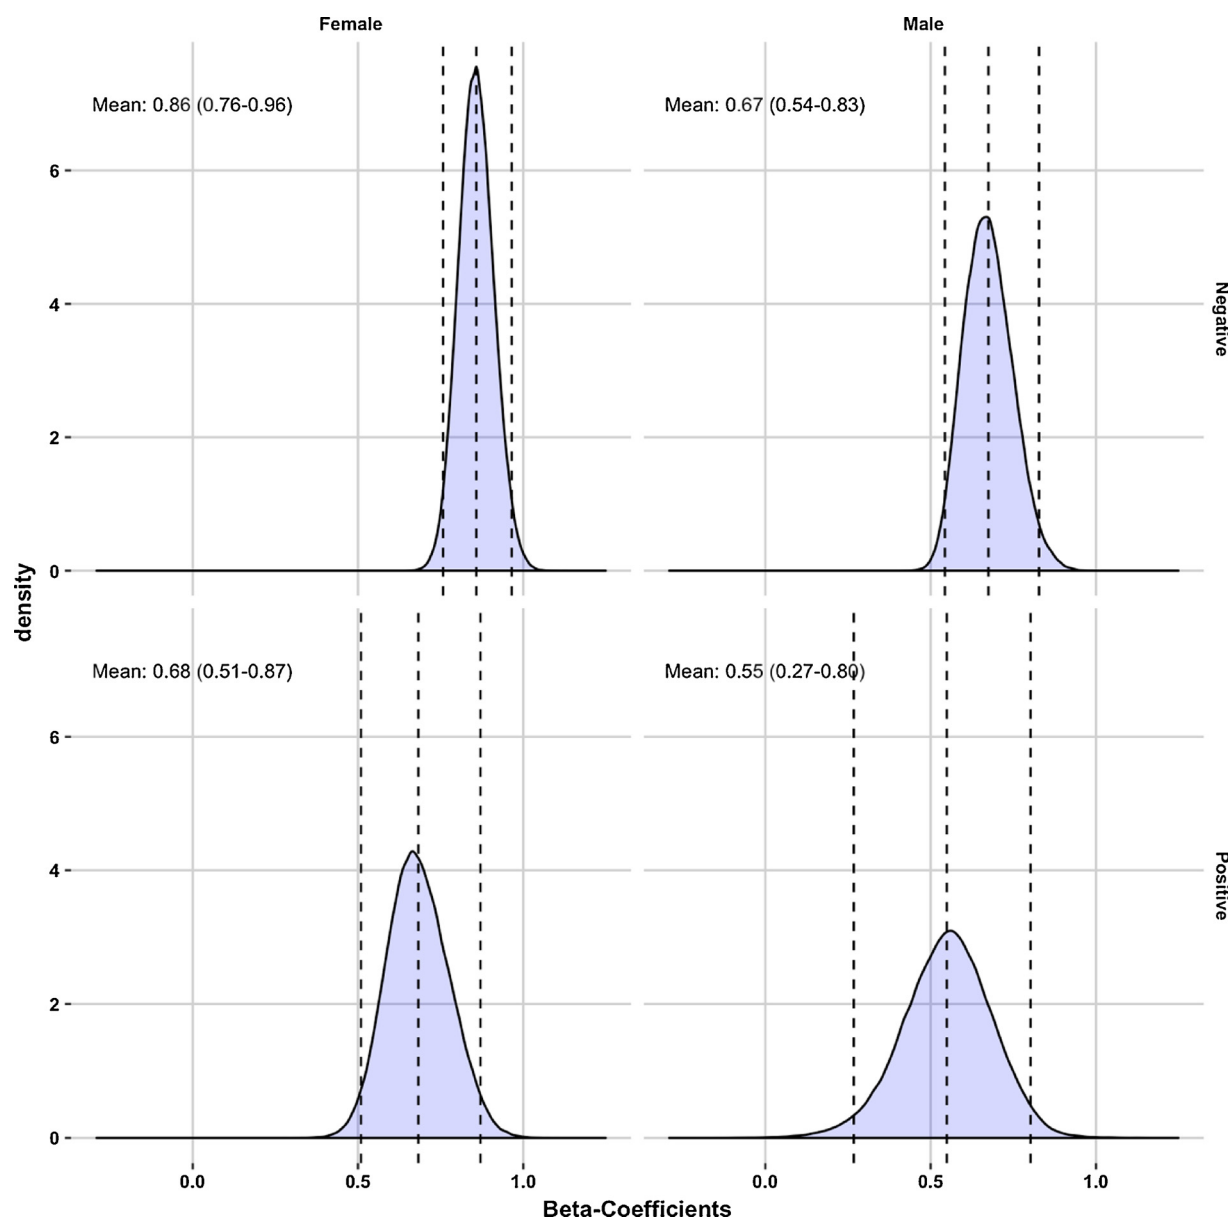 Female
Male
Mean: 0.86 (0.76-0.96)
Mean: 0.67 (0.54-0.83)
6
4
2
0
Negative
density
Mean: 0.68 (0.51-0.87)
Mean: 0.55 (0.27-0.80)
6
4
2
0
Positive
0.0 0.5 1.0
0.0 0.5 1.0
Beta-Coefficients